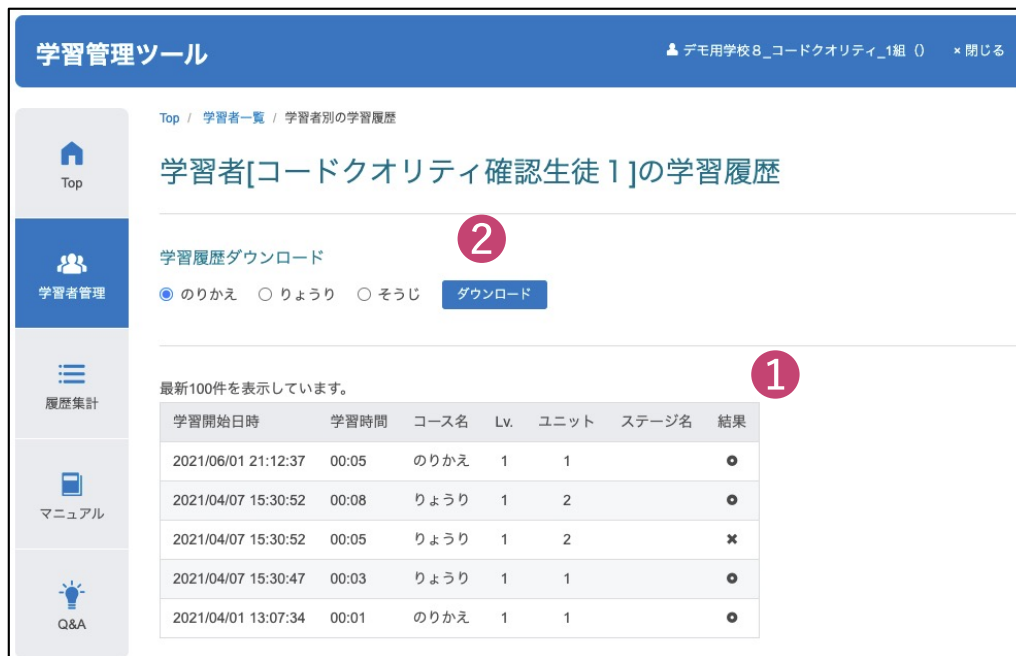 学習管理ツール
デモ用学校８_コードクオリティ_1組（） ×閉じる
Top / 学習者一覧 / 学習者別の学習履歴
Top
学習者[コードクオリティ確認生徒１]の学習履歴
2
学習履歴ダウンロード
学習者管理
のりかえ りょうり そうじ ダウンロード
1
履歴集計
最新100件を表示しています。
学習開始日時 学習時間 コース名 Lv. ユニット ステージ名 結果
2021/06/01 21:12:37 00:05 のりかえ 1 1
2021/04/07 15:30:52 00:08 りょうり 1 2
マニュアル
2021/04/07 15:30:52 00:05 りょうり 1 2 ×
2021/04/07 15:30:47 00:03 りょうり 1 1
2021/04/01 13:07:34 00:01 のりかえ 1 1
Q&A